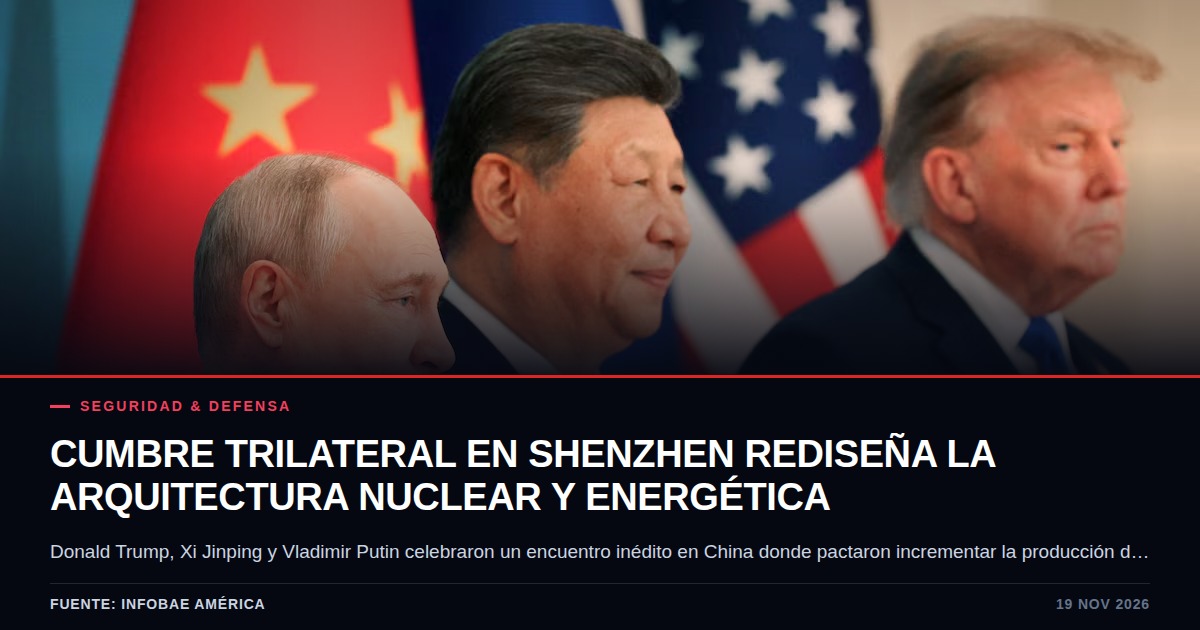 SEGURIDAD & DEFENSA
CUMBRE TRILATERAL EN SHENZHEN REDISEÑA LA
ARQUITECTURA NUCLEAR Y ENERGÉTICA
Donald Trump, Xi Jinping y Vladimir Putin celebraron un encuentro inédito en China donde pactaron incrementar la producción d…
FUENTE: INFOBAE AMÉRICA
19 NOV 2026